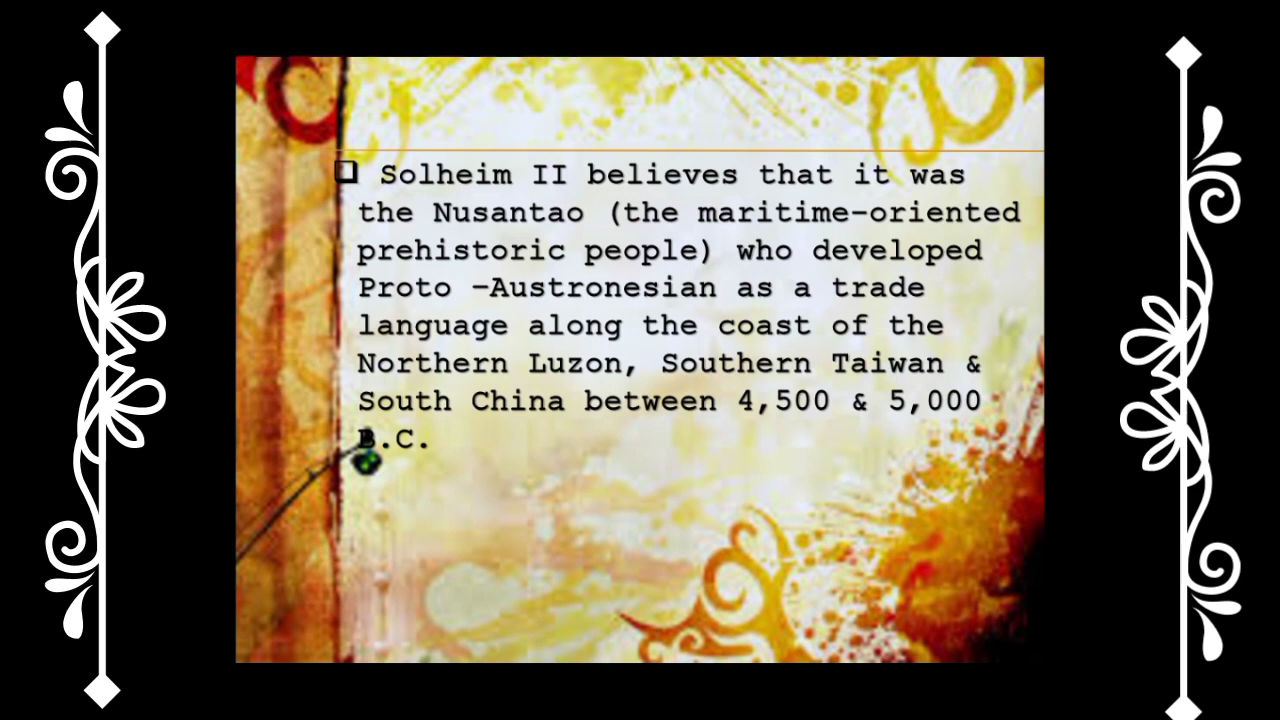 ❑ Solheim II believes that it was
the Nusantao (the maritime-oriented
prehistoric people) who developed
Proto -Austronesian as a trade
language along the coast of the
Northern Luzon, Southern Taiwan &
South China between 4,500 & 5,000
B.C.